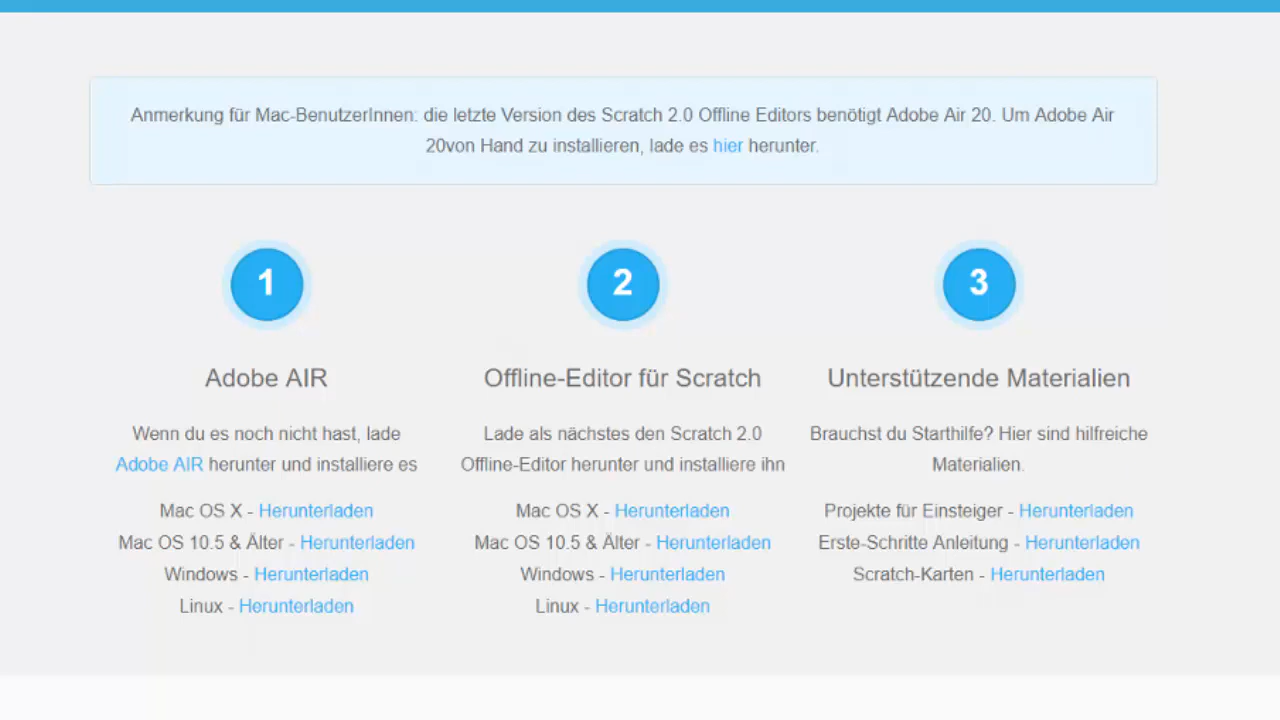 Anmerkung für Mac-BenutzerInnen: die letzte Version des Scratch 2.0 Offline Editors benötigt Adobe Air 20. Um Adobe Air
20von Hand zu installieren, lade es hier herunter.
1
Adobe AIR
Wenn du es noch nicht hast, lade
Adobe AIR herunter und installiere es
Mac OS X - Herunterladen
Mac OS 10.5 & Älter - Herunterladen
Windows - Herunterladen
Linux - Herunterladen
2
Offline-Editor für Scratch
Lade als nächstes den Scratch 2.0
Offline-Editor herunter und installiere ihn
Mac OS X - Herunterladen
Mac OS 10.5 & Älter - Herunterladen
Windows - Herunterladen
Linux - Herunterladen
3
Unterstützende Materialien
Brauchst du Starthilfe? Hier sind hilfreiche
Materialien.
Projekte für Einsteiger - Herunterladen
Erste-Schritte Anleitung - Herunterladen
Scratch-Karten - Herunterladen